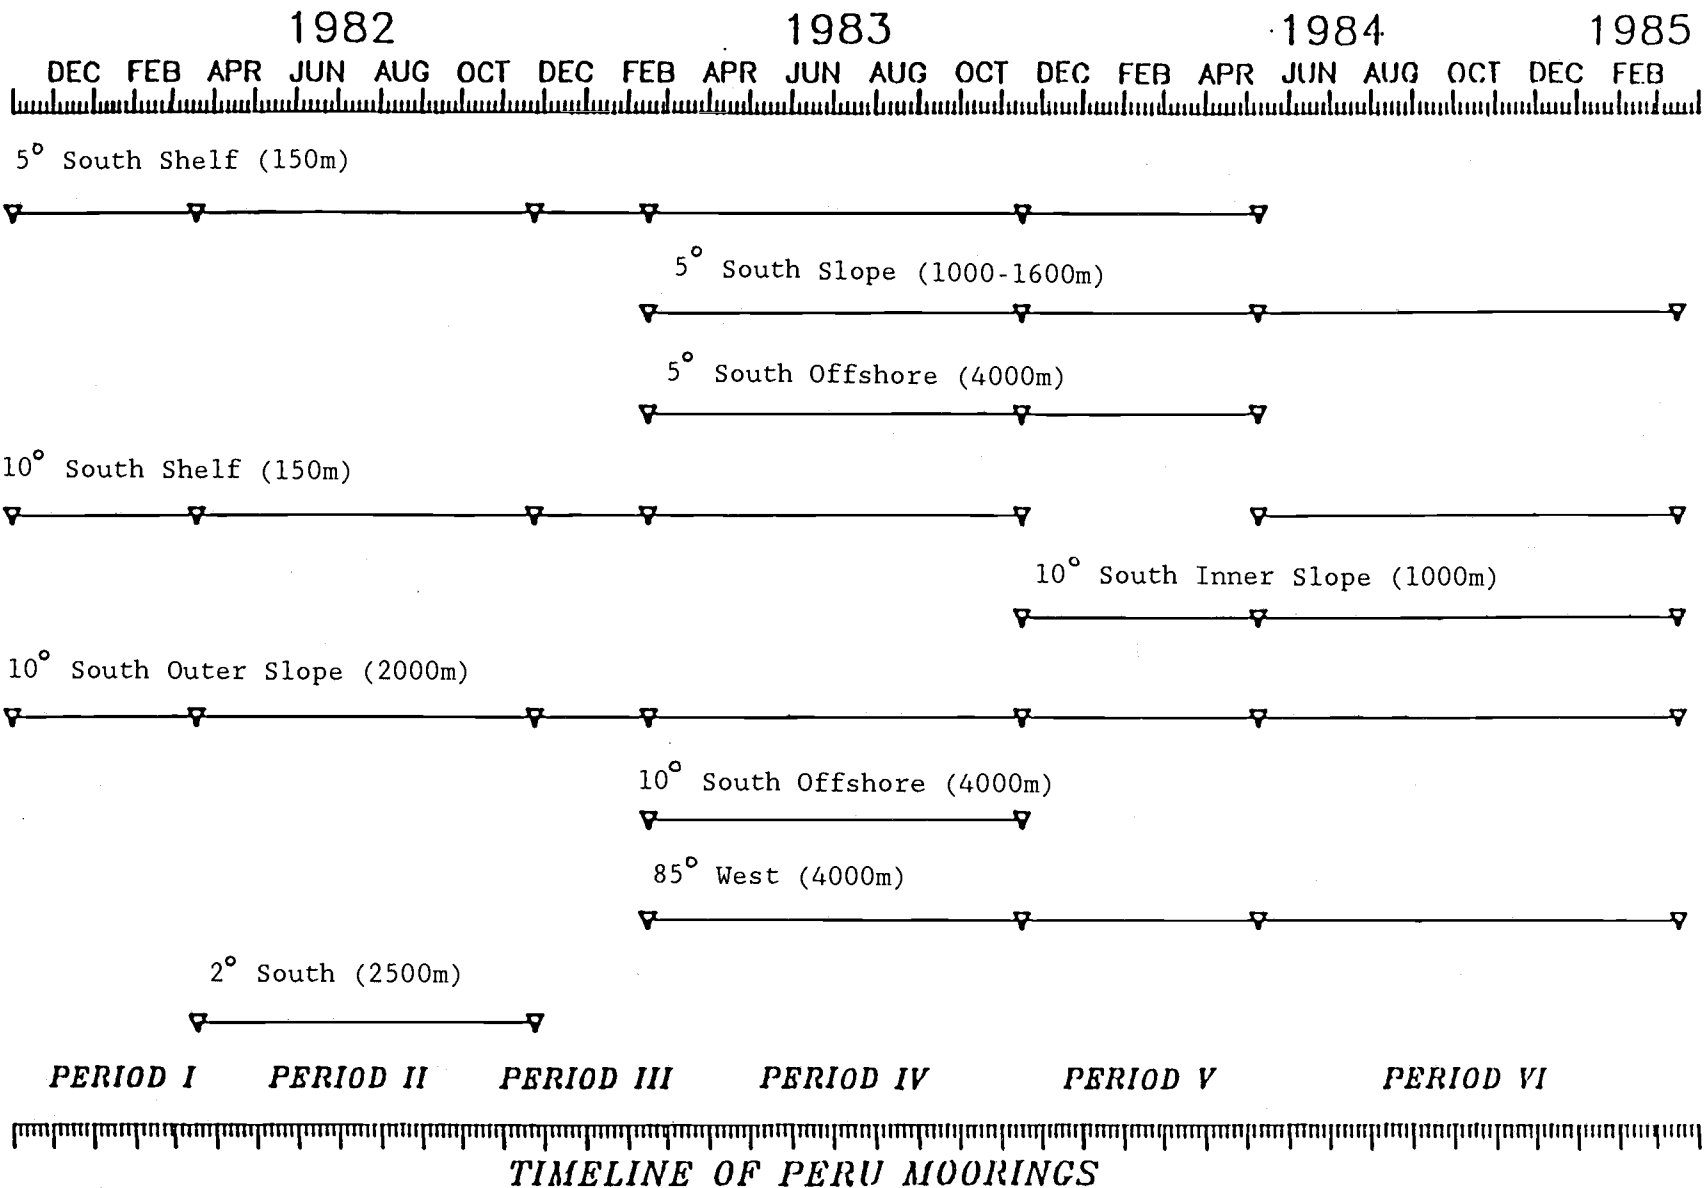 1982 1983 1984 1985
DEC FEB APR JUN AUG OCT DEC FEB APR JUN AUG OCT DEC FEB APR JUN AUG OCT DEC FEB
5° South Shelf (150m)
5° South Slope (1000-1600m)
5° South Offshore (4000m)
10° South Shelf (150m)
10° South Inner Slope (1000m)
10° South Outer Slope (2000m)
10° South Offshore (4000m)
85° West (4000m)
2° South (2500m)
PERIOD I PERIOD II PERIOD III PERIOD IV PERIOD V PERIOD VI
TIMELINE OF PERU MOORINGS